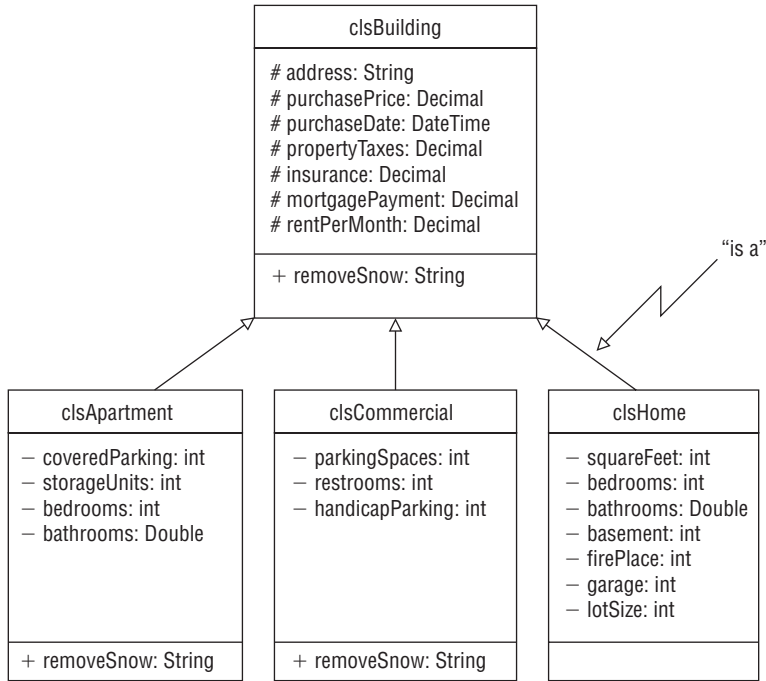 clsBuilding
# address: String
# purchasePrice: Decimal
# purchaseDate: DateTime
# propertyTaxes: Decimal
# insurance: Decimal
# mortgagePayment: Decimal
# rentPerMonth: Decimal
+ removeSnow: String
“is a”
clsApartment
− coveredParking: int
− storageUnits: int
− bedrooms: int
− bathrooms: Double
+ removeSnow: String
clsCommercial
− parkingSpaces: int
− restrooms: int
− handicapParking: int
+ removeSnow: String
clsHome
− squareFeet: int
− bedrooms: int
− bathrooms: Double
− basement: int
− firePlace: int
− garage: int
− lotSize: int